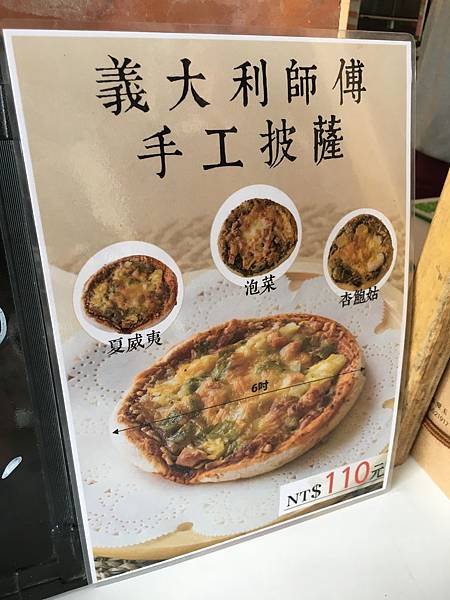 義大利師傅
手工披薩
夏威夷
泡菜
杏鮑姑
6吋
NT$110元